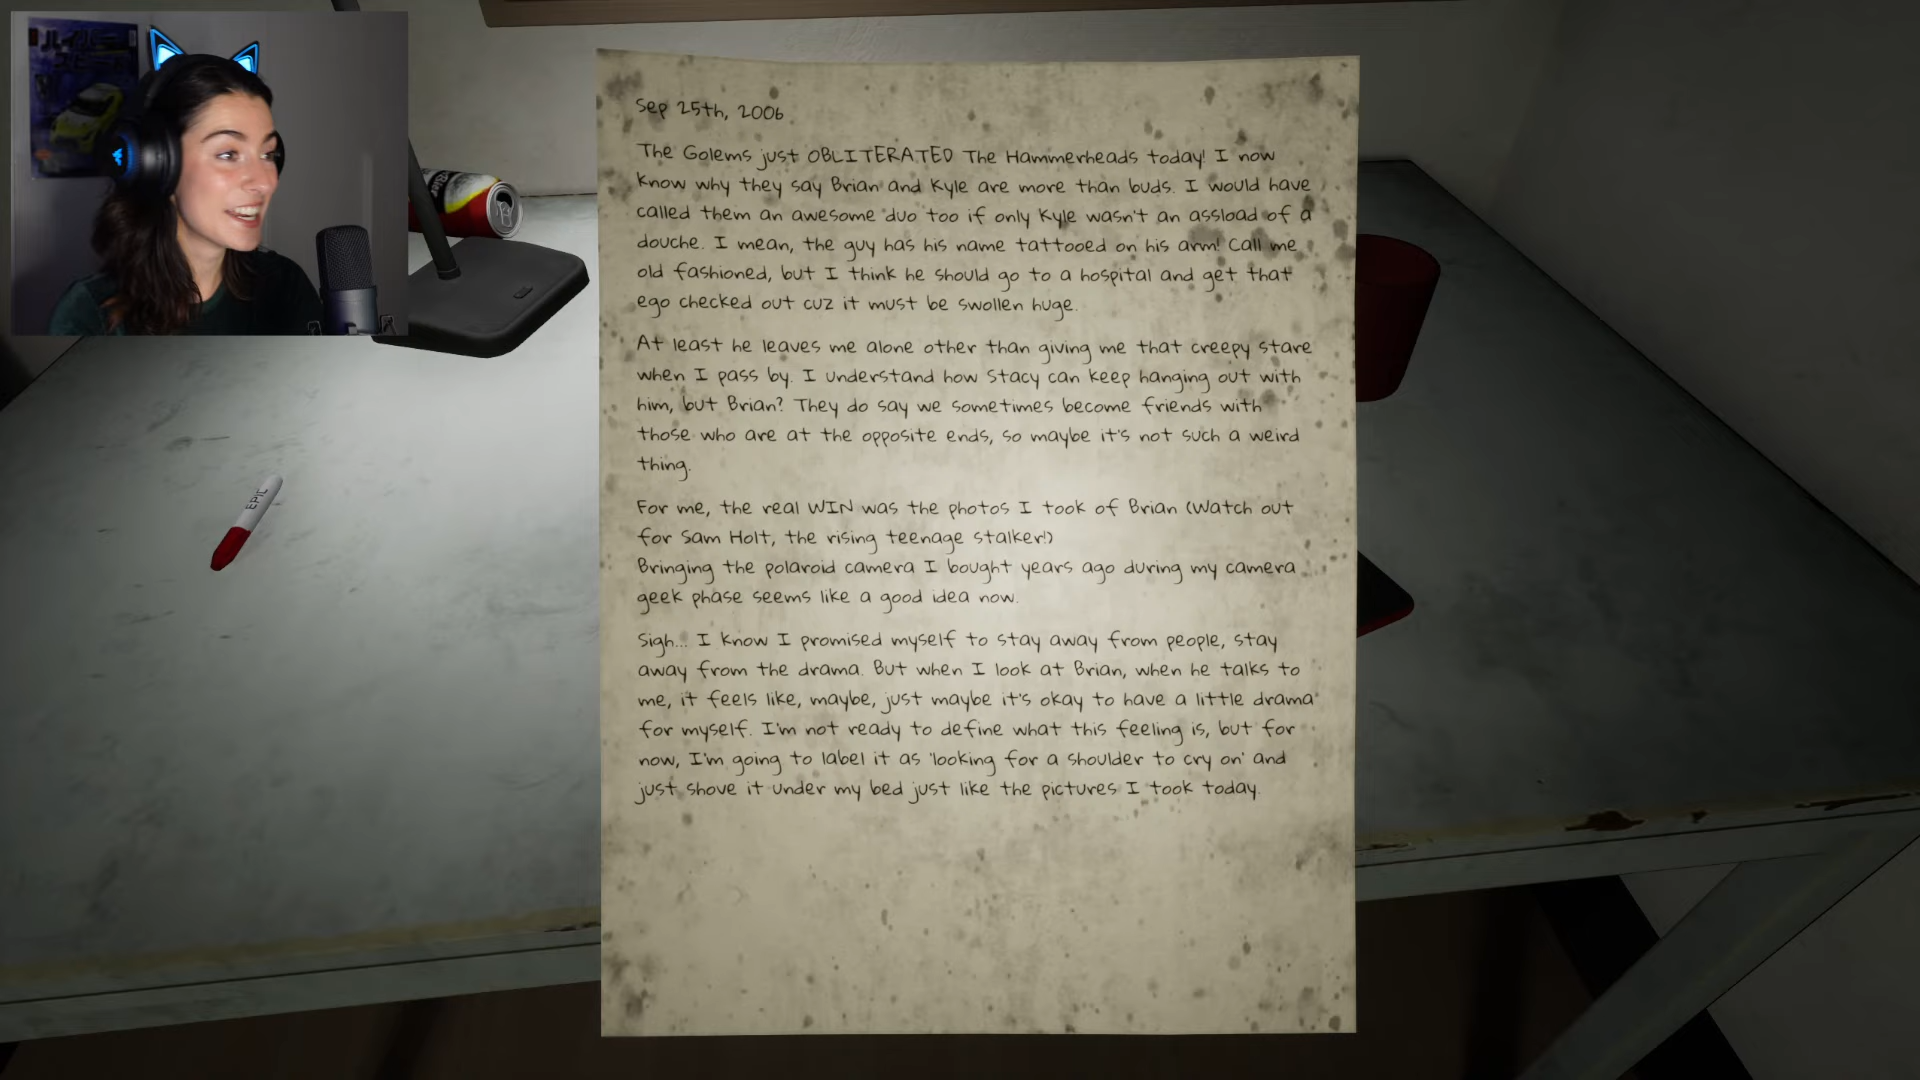 ハイパー
スピード
EPIC
Sep 25th, 2006
The Golems just OBLITERATED The Hammerheads today! I now
know why they say Brian and Kyle are more than buds. I would have
called them an awesome duo too if only Kyle wasn't an assload of a
douche. I mean, the guy has his name tattooed on his arm! Call me
old fashioned, but I think he should go to a hospital and get that
ego checked out cuz it must be swollen huge.
At least he leaves me alone other than giving me that creepy stare
when I pass by. I understand how Stacy can keep hanging out with
him, but Brian? They do say we sometimes become friends with
those who are at the opposite ends, so maybe it's not such a weird
thing.
For me, the real WIN was the photos I took of Brian (Watch out
for Sam Holt, the rising teenage stalker!)
Bringing the polaroid camera I bought years ago during my camera
geek phase seems like a good idea now.
Sigh... I know I promised myself to stay away from people, stay
away from the drama. But when I look at Brian, when he talks to
me, it feels like, maybe, just maybe it's okay to have a little drama
for myself. I'm not ready to define what this feeling is, but for
now, I'm going to label it as 'looking for a shoulder to cry on' and
just shove it under my bed just like the pictures I took today.